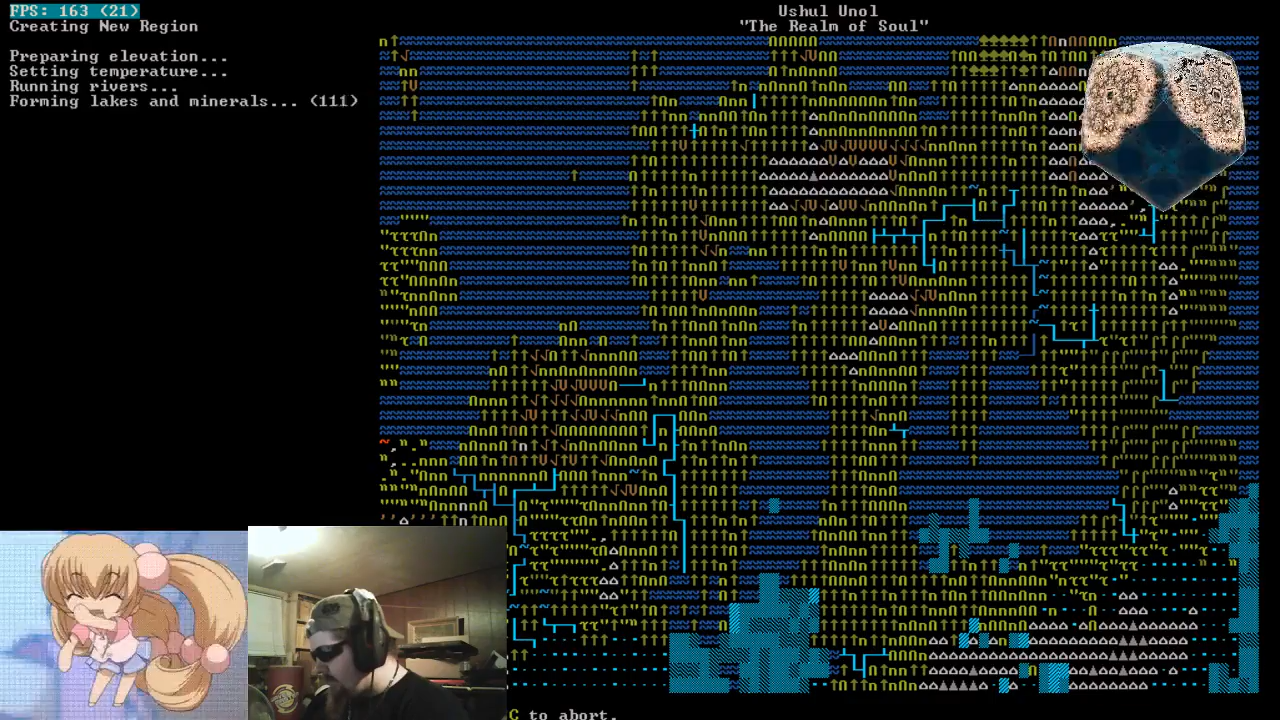 FPS: 163 (21)
Creating New Region
Preparing elevation...
Setting temperature...
Running rivers...
Forming lakes and minerals... (111)
Ushul Unol
"The Realm of Soul"
C to abort.